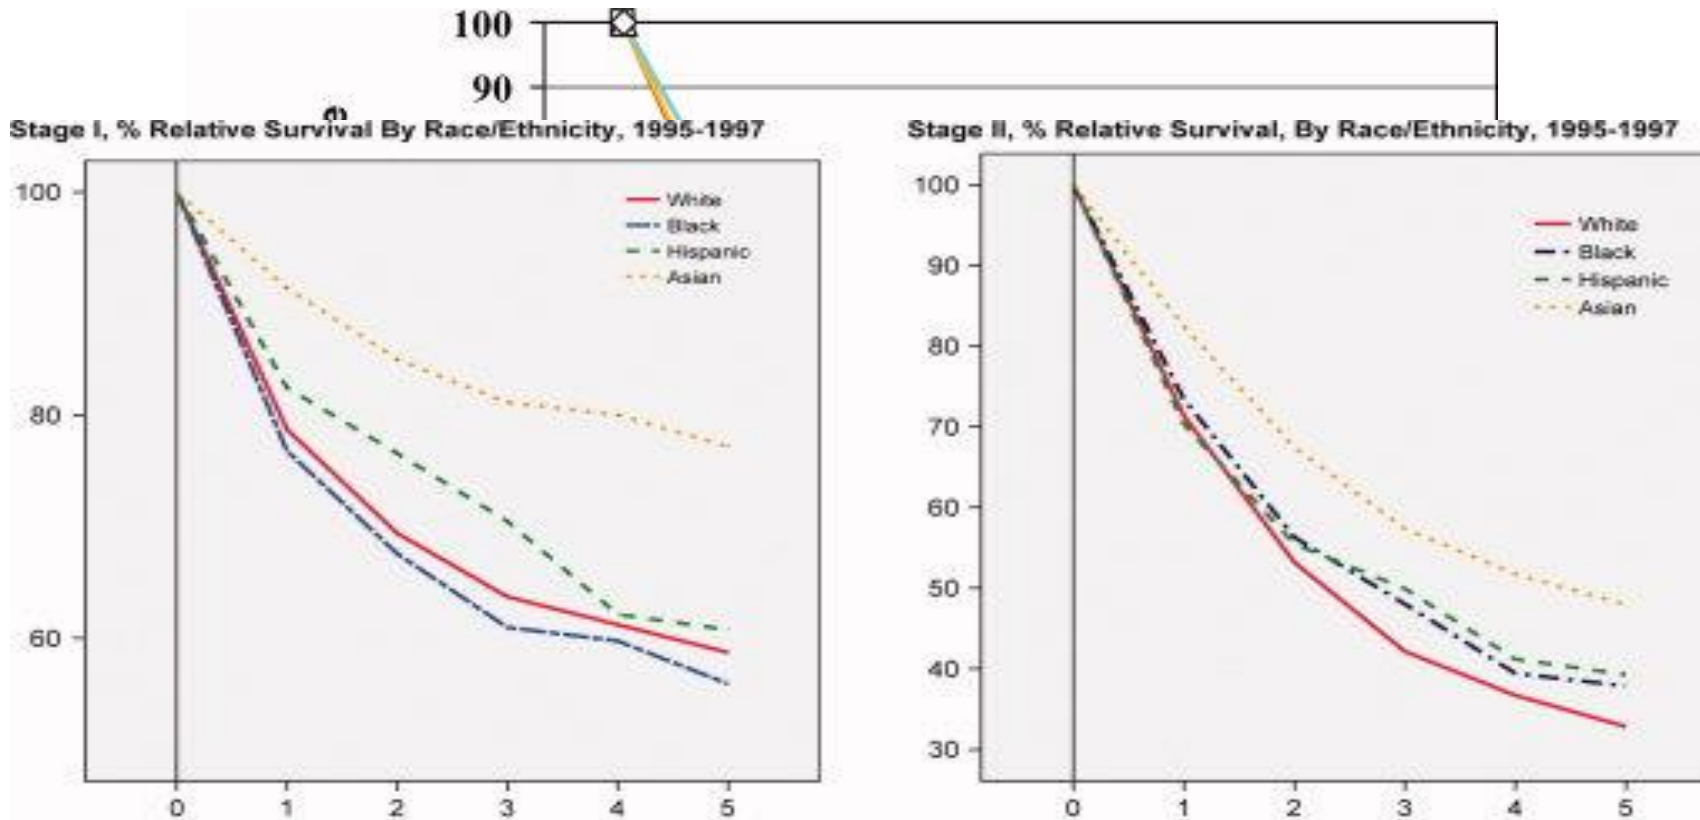 100
90
e
Stage I, % Relative Survival By Race/Ethnicity, 1995-1997
100
80
60
White
Black
Hispanic
Asian
0 1 2 3 4 5
Stage II, % Relative Survival, By Race/Ethnicity, 1995-1997
100
90
80
70
60
50
40
30
White
Black
Hispanic
Asian
0 1 2 3 4 5